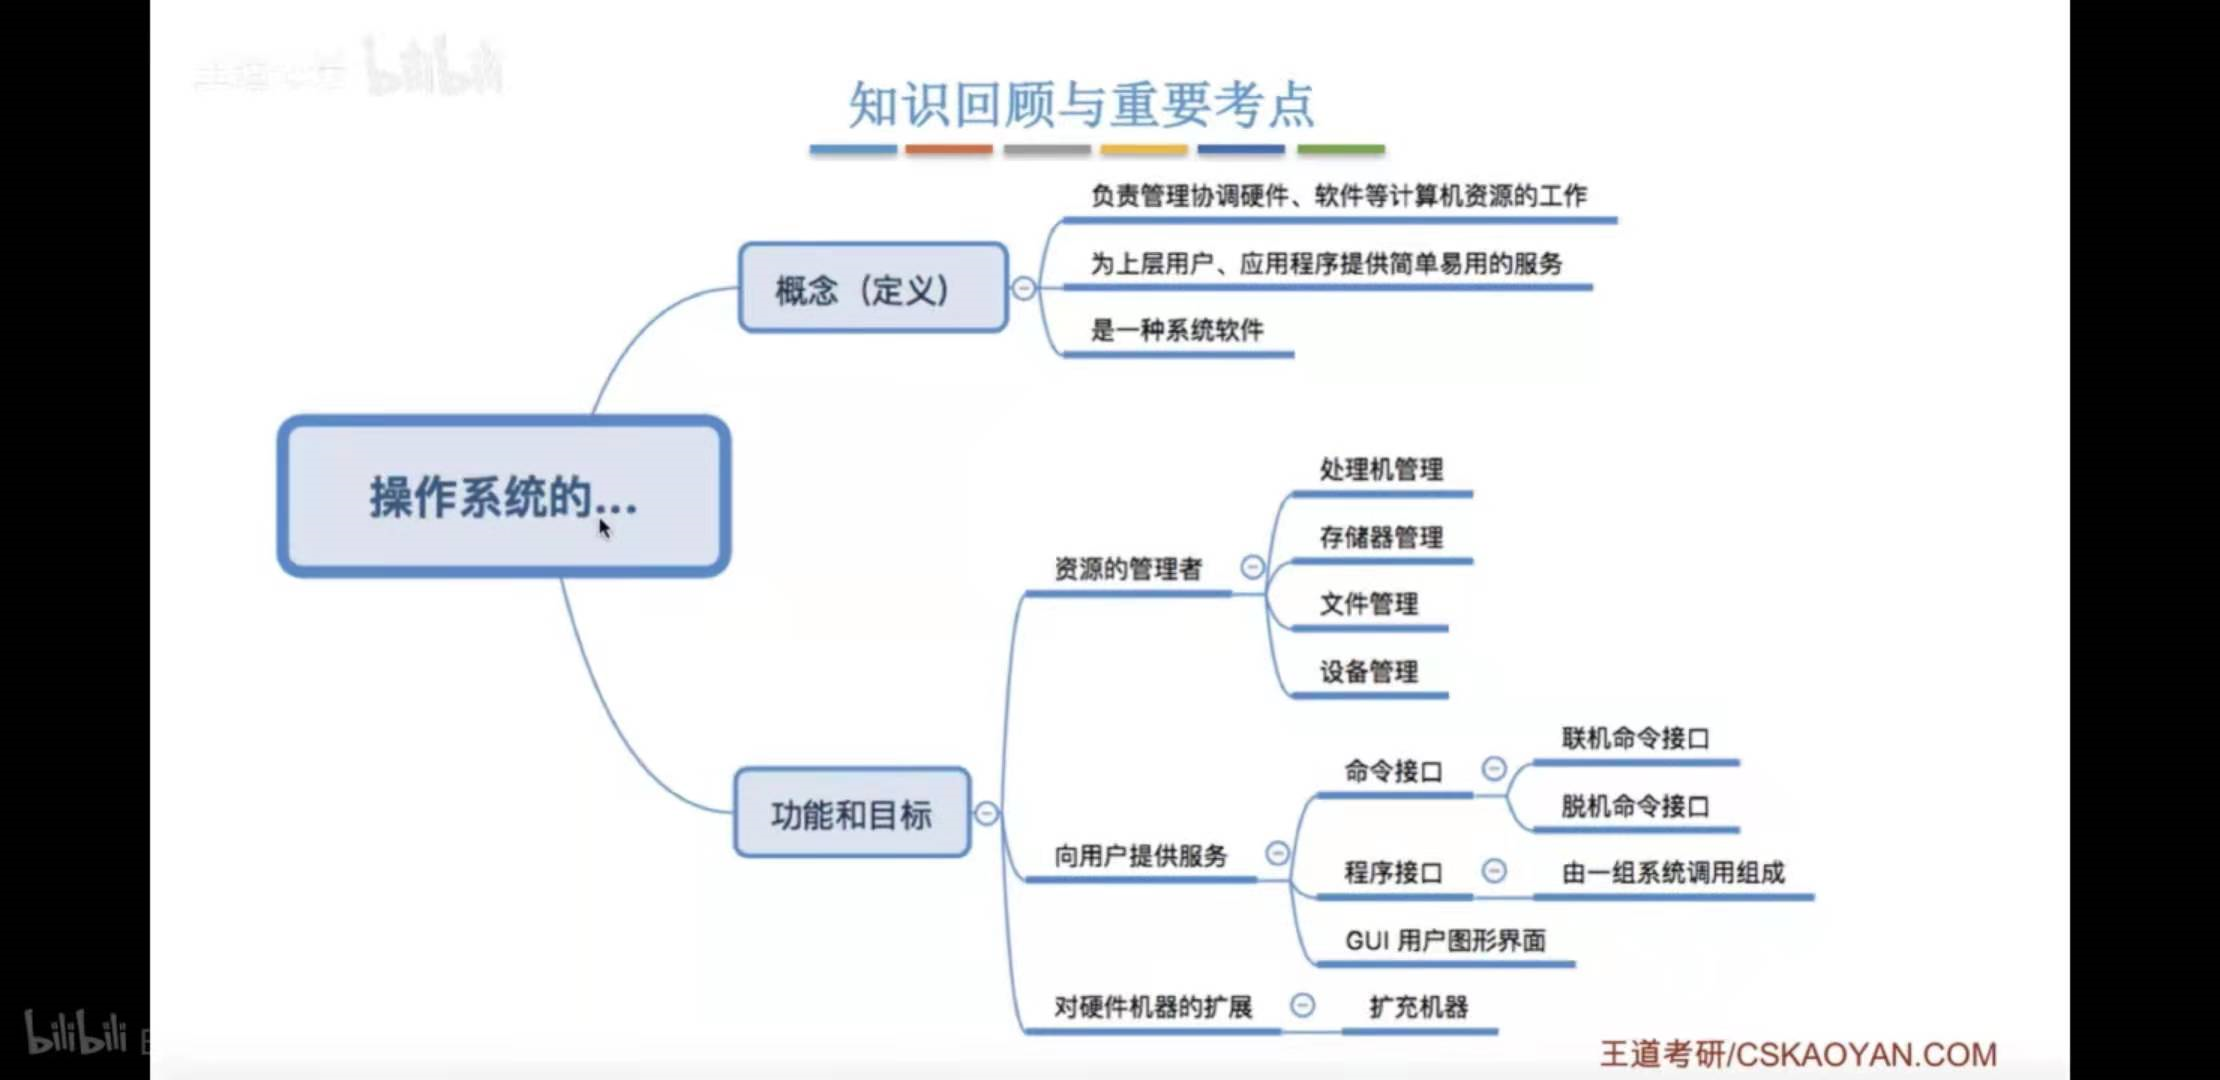 bilibili
知识回顾与重要考点
负责管理协调硬件、软件等计算机资源的工作
为上层用户、应用程序提供简单易用的服务
概念（定义）
是一种系统软件
操作系统的...
处理机管理
存储器管理
资源的管理者
文件管理
设备管理
联机命令接口
命令接口
脱机命令接口
功能和目标
向用户提供服务
程序接口
由一组系统调用组成
GUI 用户图形界面
对硬件机器的扩展
扩充机器
bilibili
王道考研/CSKAOYAN.COM